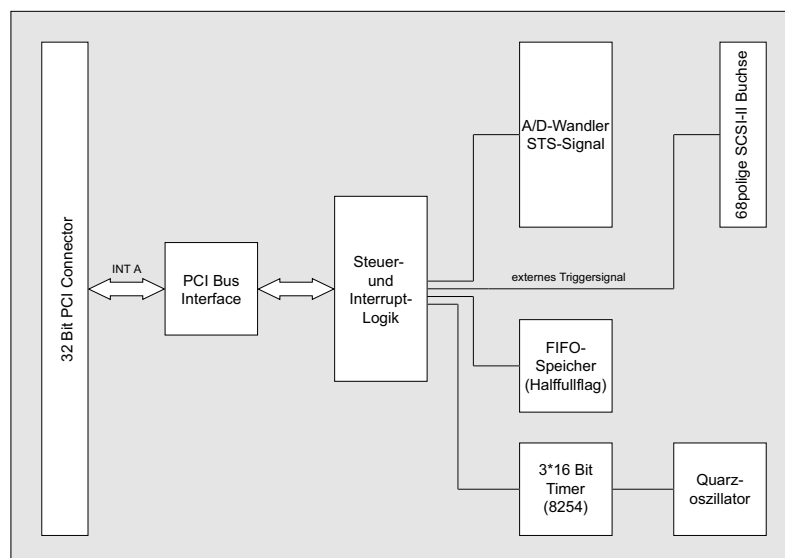 32 Bit PCI Connector
INT A
PCI Bus
Interface
Steuer-
und
Interrupt-
Logik
A/D-Wandler
STS-Signal
68polige SCSI-II Buchse
externes Triggersignal
FIFO-
Speicher
(Halffullflag)
3*16 Bit
Timer
(8254)
Quarz-
oszillator